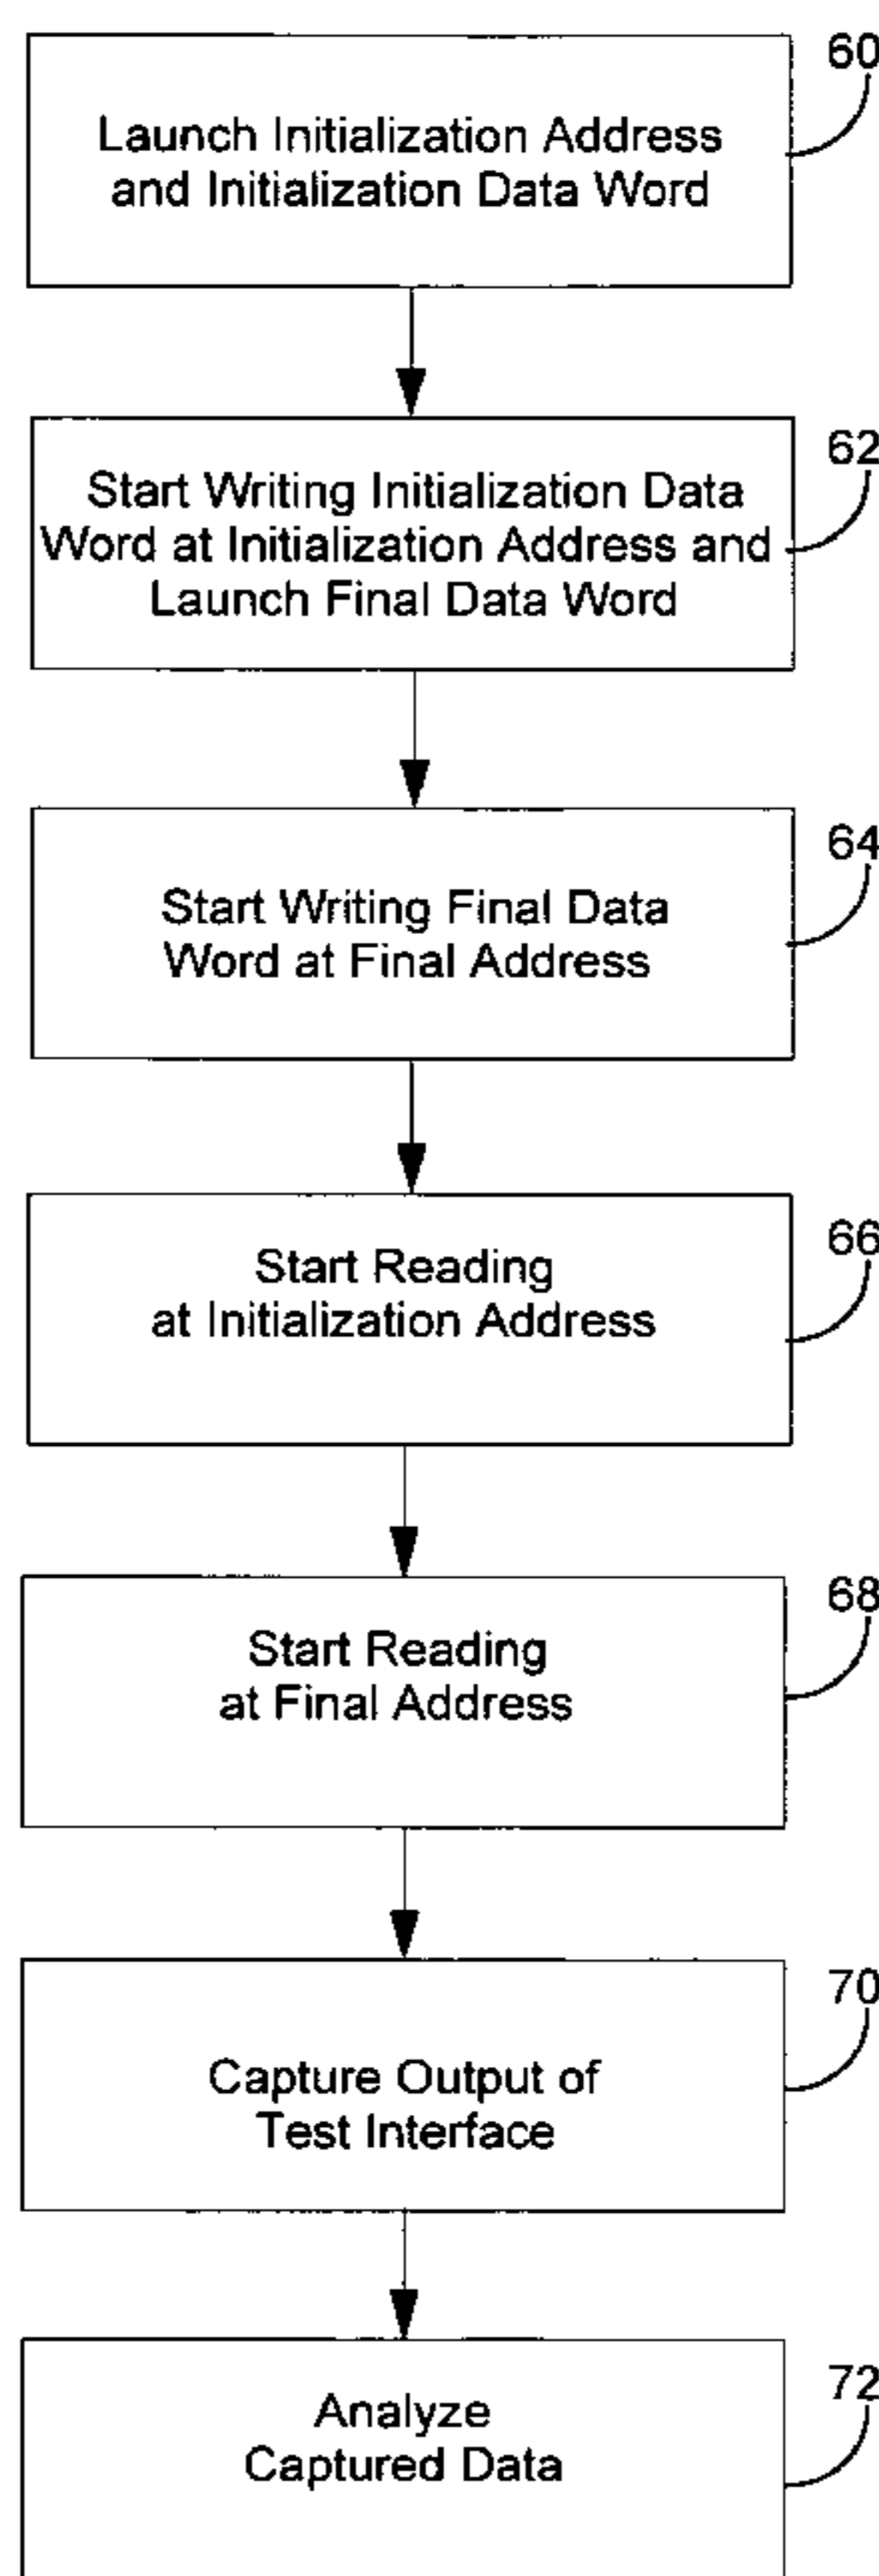 60
Launch Initialization Address
and Initialization Data Word
62
Start Writing Initialization Data
Word at Initialization Address and
Launch Final Data Word
64
Start Writing Final Data
Word at Final Address
66
Start Reading
at Initialization Address
68
Start Reading
at Final Address
70
Capture Output of
Test Interface
72
Analyze
Captured Data